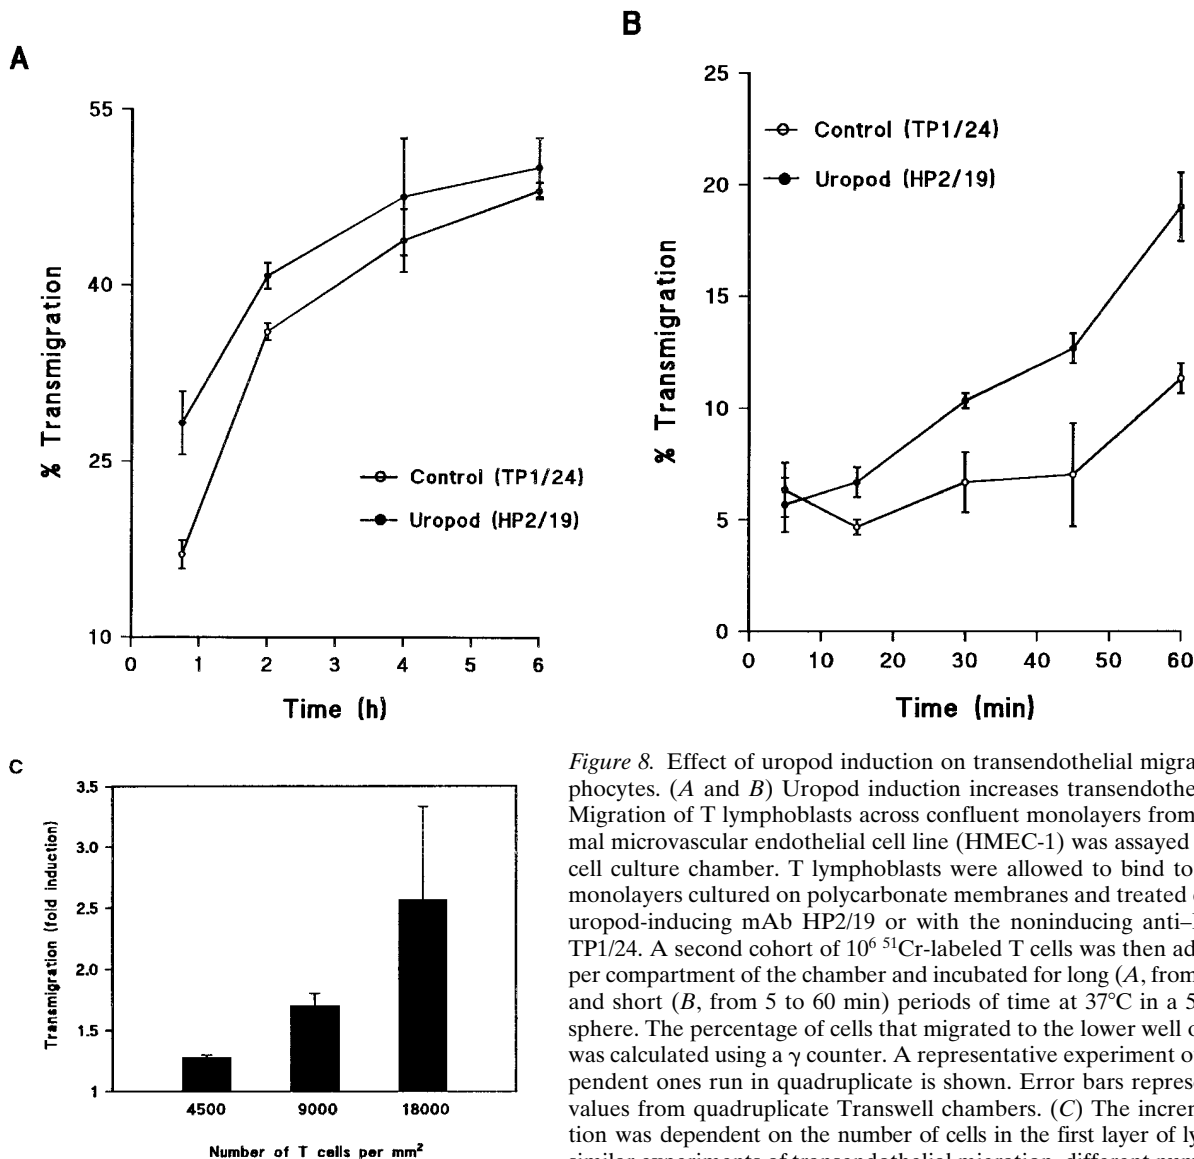 A
55
40
25
10
% Transmigration
Control (TP1/24)
Uropod (HP2/19)
0 1 2 3 4 5 6
Time (h)
B
25
20
15
10
5
0
% Transmigration
Control (TP1/24)
Uropod (HP2/19)
0 10 20 30 40 50 60
Time (min)
C
3.5
3.0
2.5
2.0
1.5
1
Transmigration (fold induction)
4500 9000 18000
Number of T cells per mm²
Figure 8. Effect of uropod induction on transendothelial migra
phocytes. (A and B) Uropod induction increases transendothe
Migration of T lymphoblasts across confluent monolayers from
mal microvascular endothelial cell line (HMEC-1) was assayed
cell culture chamber. T lymphoblasts were allowed to bind to
monolayers cultured on polycarbonate membranes and treated
uropod-inducing mAb HP2/19 or with the noninducing anti–
TP1/24. A second cohort of 10⁶ ⁵¹Cr-labeled T cells was then ad
per compartment of the chamber and incubated for long (A, from
and short (B, from 5 to 60 min) periods of time at 37°C in a 5
sphere. The percentage of cells that migrated to the lower well o
was calculated using a γ counter. A representative experiment o
pendent ones run in quadruplicate is shown. Error bars represe
values from quadruplicate Transwell chambers. (C) The increm
tion was dependent on the number of cells in the first layer of ly
similar experiments of transendothelial migration, different num